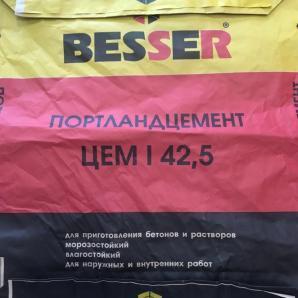 BESSER
ПОРТЛАНДЦЕМЕНТ
ЦЕМ I 42,5
для приготовления бетонов и растворов
морозостойкий
влагостойкий
для наружных и внутренних работ